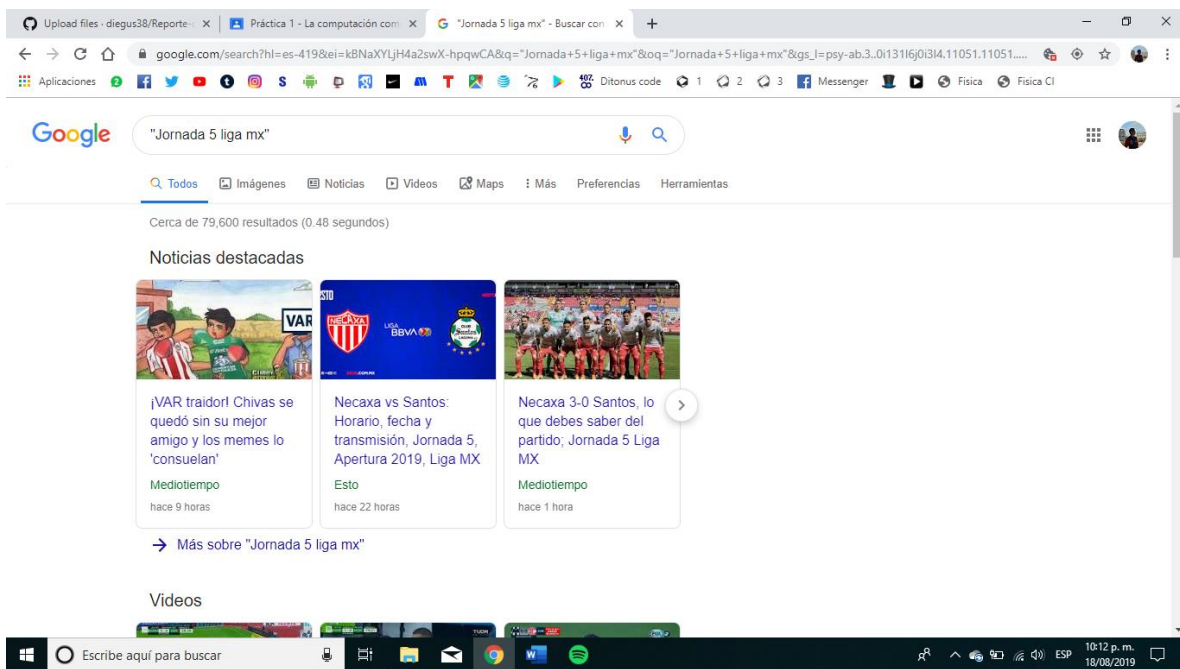 Upload files · diegus38/Reporte-
Práctica 1 - La computación com
"Jornada 5 liga mx" - Buscar con
google.com/search?hl=es-419&ei=kBNaXYLjH4a2swX-hpqwCA&q="Jornada+5+liga+mx"&oq="Jornada+5+liga+mx"&gs_l=psy-ab.3..0i131l6j0i3l4.11051.11051.....
Aplicaciones
Ditonus code
1
2
3
Messenger
Fisica
Fisica Cl
Google
"Jornada 5 liga mx"
Todos Imágenes Noticias Videos Maps Más Preferencias Herramientas
Cerca de 79,600 resultados (0.48 segundos)
Noticias destacadas
VAR
¡VAR traidor! Chivas se
quedó sin su mejor
amigo y los memes lo
'consuelan'
Mediotiempo
hace 9 horas
STO
NECAXA
LIGA
BBVA
Necaxa vs Santos:
Horario, fecha y
transmisión, Jornada 5,
Apertura 2019, Liga MX
Esto
hace 22 horas
Necaxa 3-0 Santos, lo
que debes saber del
partido; Jornada 5 Liga
MX
Mediotiempo
hace 1 hora
Más sobre "Jornada 5 liga mx"
Videos
Escribe aquí para buscar
ESP
10:12 p. m.
18/08/2019